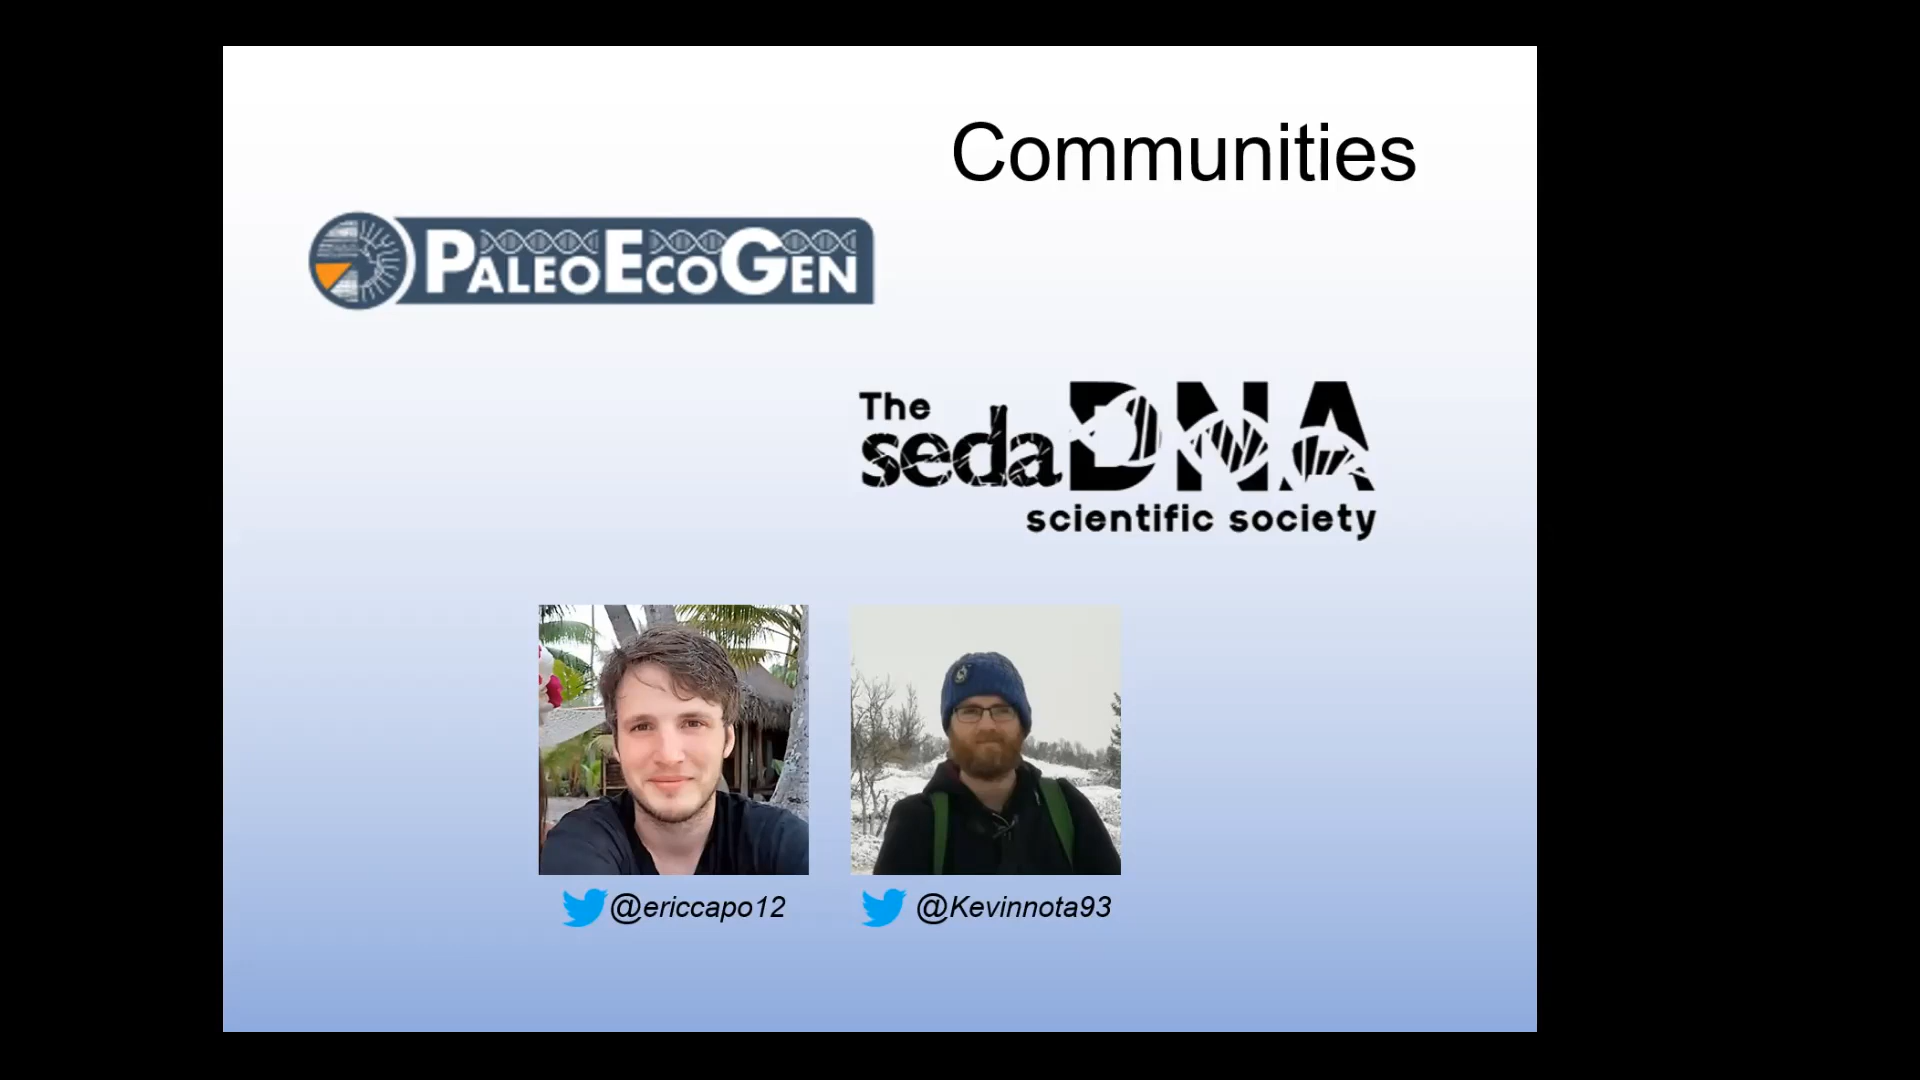 Communities
PALEOECOGEN
The
sedaDNA
scientific society
@ericcapo12
@Kevinnota93